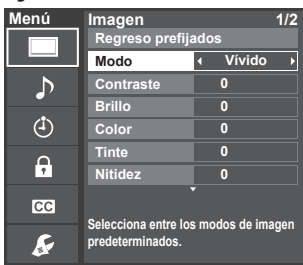 Menú
Imagen 1/2
Regreso prefijados
Modo Vívido
Contraste 0
Brillo 0
Color 0
Tinte 0
Nitidez 0
CC
Selecciona entre los modos de imagen
predeterminados.